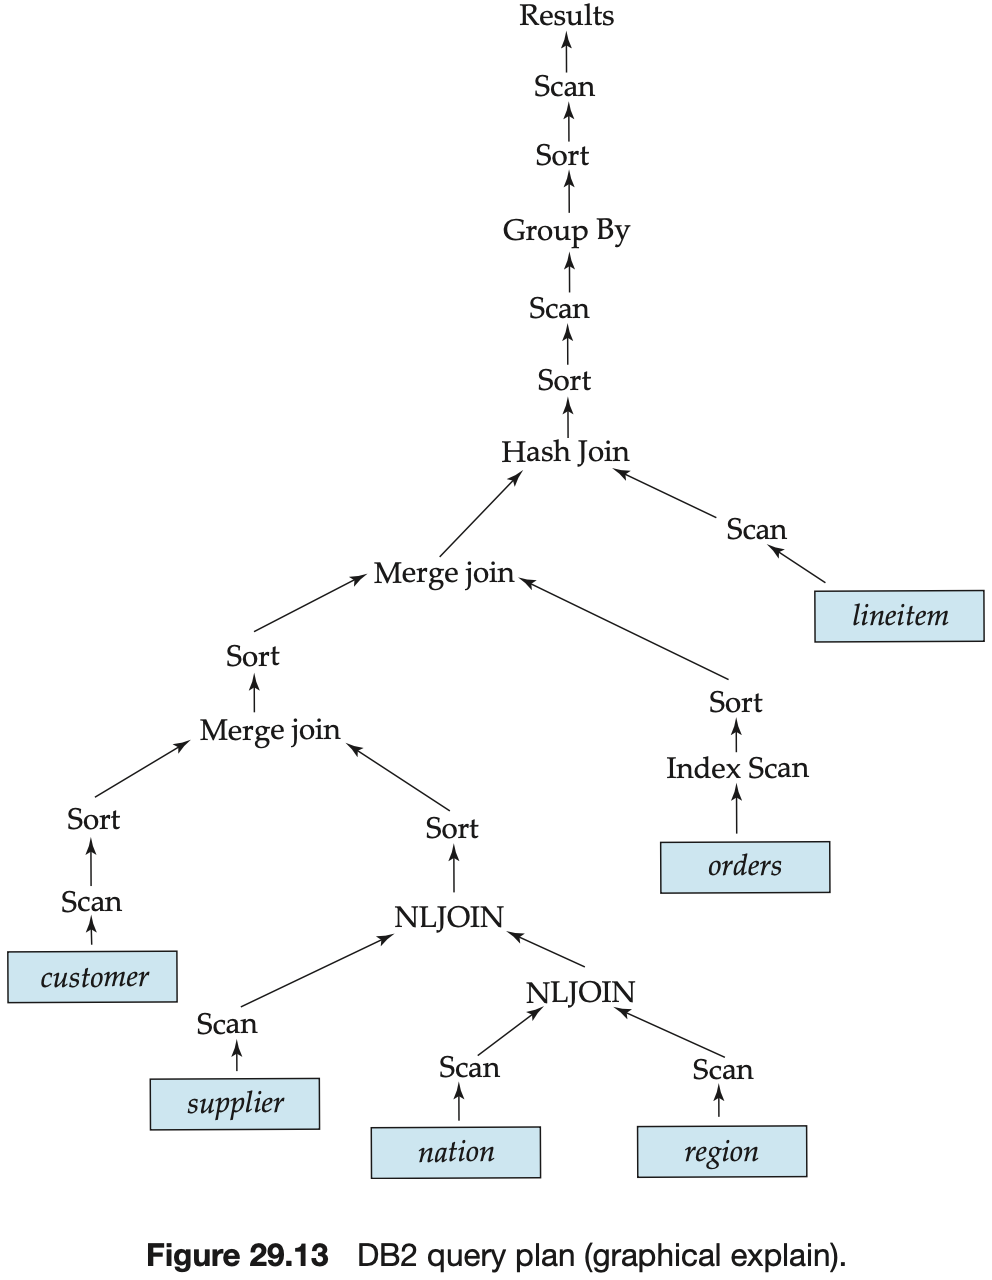 Results
Scan
Sort
Group By
Scan
Sort
Hash Join
Scan
Merge join
lineitem
Sort
Sort
Merge join
Index Scan
Sort
Sort
orders
Scan
NLJOIN
customer
NLJOIN
Scan
Scan
Scan
supplier
nation
region
Figure 29.13 DB2 query plan (graphical explain).